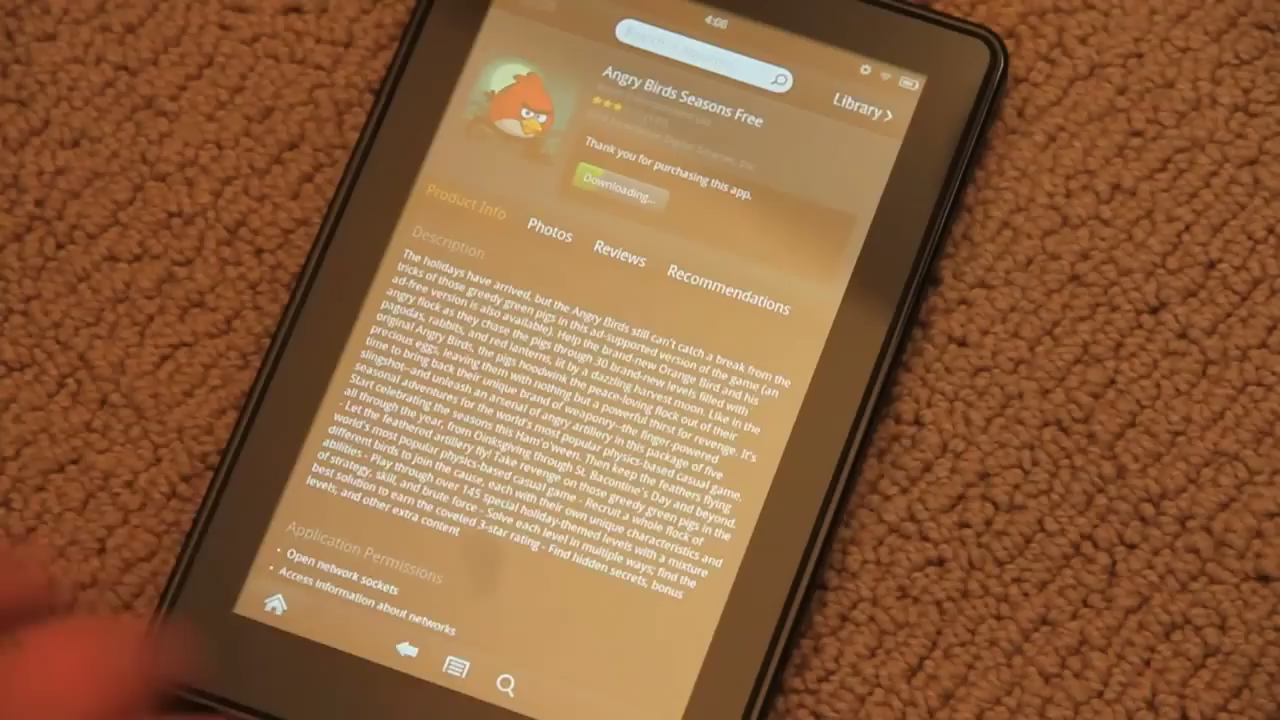 4:06
Library
Angry Birds Seasons Free
Thank you for purchasing this app.
Downloading...
Product Info
Photos
Reviews
Recommendations
Description
The holidays have arrived, but the Angry Birds still can't catch a break from the
tricks of those greedy green pigs in this ad-supported version of the game (an
ad-free version is also available). Help the brand-new Orange Bird and his
angry flock as they chase the pigs through 30 brand-new levels filled with
pagodas, rabbits, and red lanterns, lit by a dazzling harvest moon. Like in the
original Angry Birds, the pigs hoodwink the peace-loving flock out of their
precious eggs, leaving them with nothing but a powerful thirst for revenge. It's
time to bring back their unique brand of weaponry--the finger-powered
slingshot--and unleash an arsenal of angry artillery in this package of five
seasonal adventures for the world's most popular physics-based casual game.
Start celebrating the seasons this Ham'o'ween. Then keep the feathers flying
all through the year, from Oinksgiving through St. Bacontine's Day and beyond.
- Let the feathered artillery fly! Take revenge on those greedy green pigs in the
world's most popular physics-based casual game - Recruit a whole flock of
different birds to join the cause, each with their own unique characteristics and
abilities - Play through over 145 special holiday-themed levels with a mixture
of strategy, skill, and brute force - Solve each level in multiple ways; find the
best solution to earn the coveted 3-star rating - Find hidden secrets, bonus
levels, and other extra content
Application Permissions
• Open network sockets
• Access information about networks